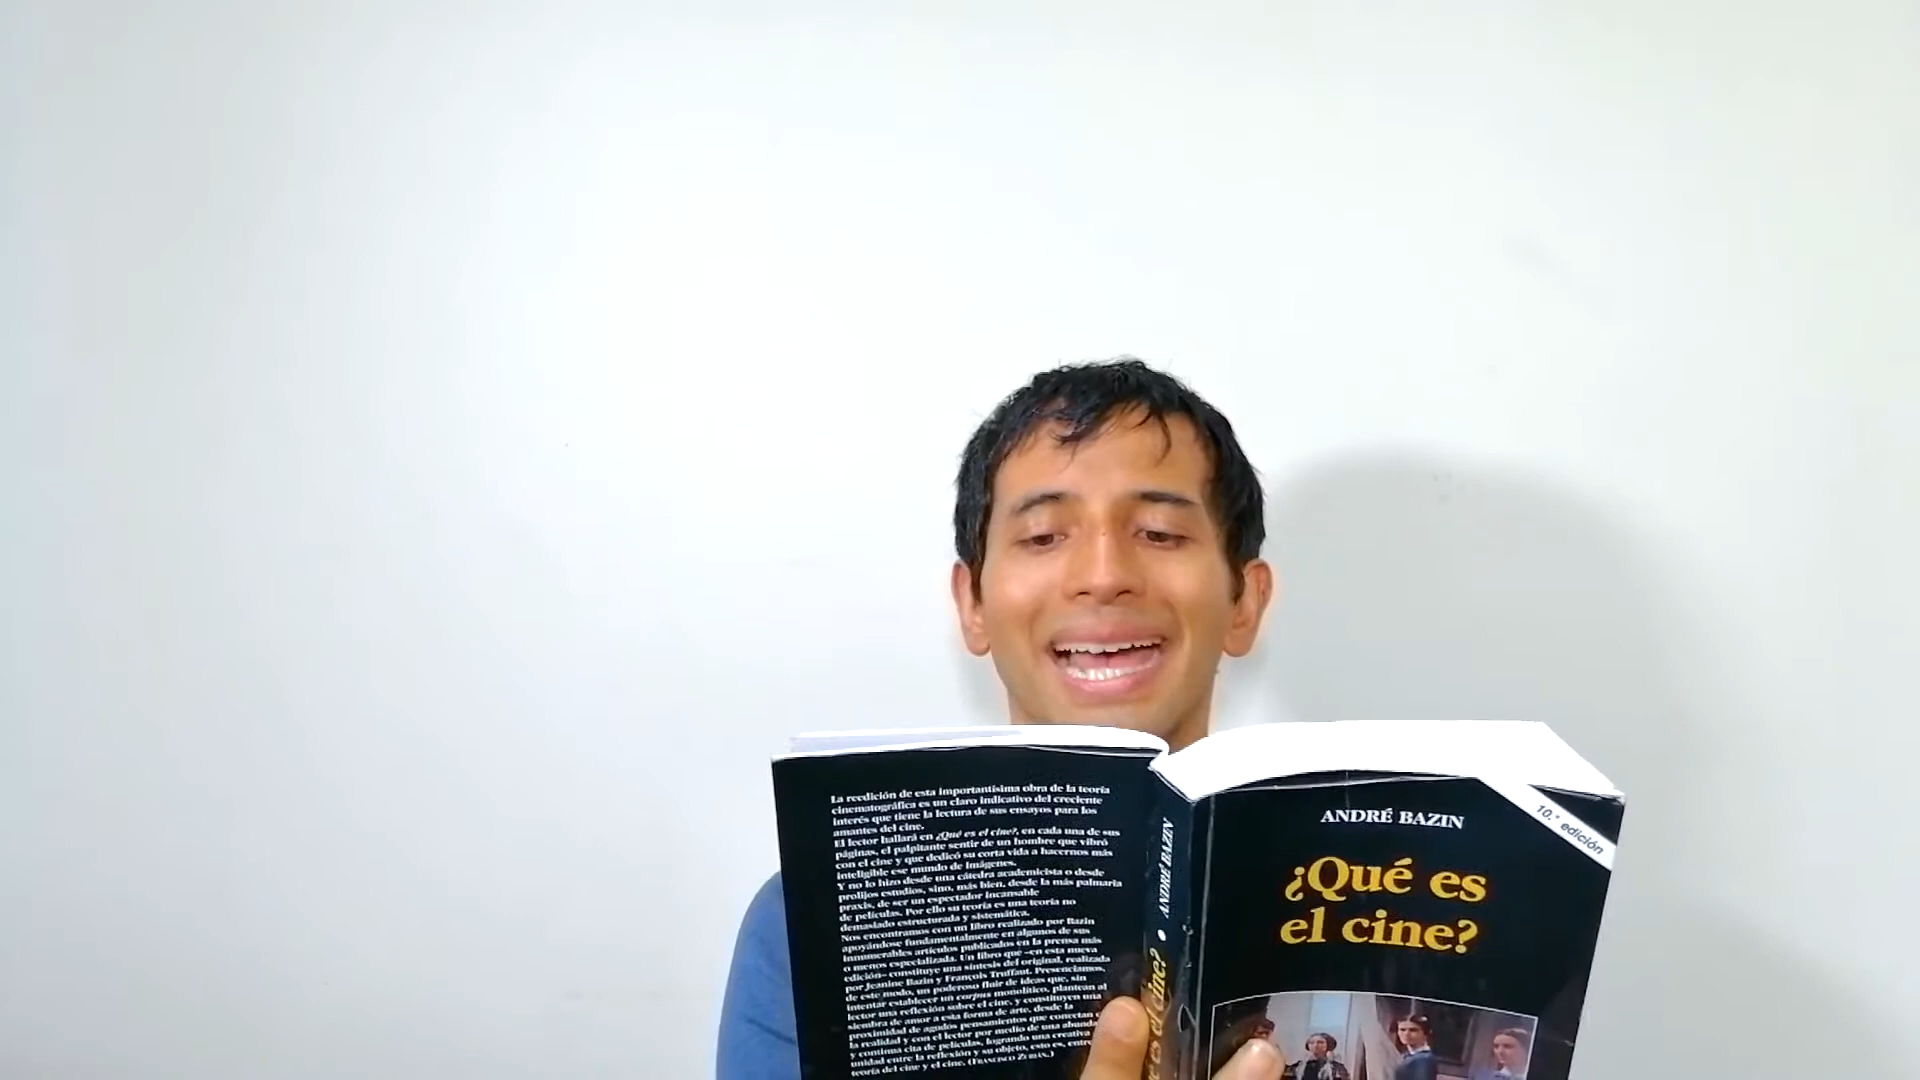 La reedición de esta importantísima obra de la teoría
cinematográfica es un claro indicativo del creciente
interés que tiene la lectura de sus ensayos para los
amantes del cine.
El lector hallará en ¿Qué es el cine?, en cada una de sus
páginas, el palpitante sentir de un hombre que vibró
con el cine y que dedicó su corta vida a hacernos más
inteligible ese mundo de imágenes.
Y no lo hizo desde una cátedra academicista o desde
prolijos estudios, sino, más bien, desde la más palmaria
praxis, de ser un espectador incansable
de películas. Por ello su teoría es una teoría no
demasiado estructurada y sistemática.
Nos encontramos con un libro realizado por Bazin
apoyándose fundamentalmente en algunos de sus
innumerables artículos publicados en la prensa más
o menos especializada. Un libro que –en esta nueva
edición– constituye una síntesis del original, realizada
por Jeanine Bazin y François Truffaut. Presenciamos,
de este modo, un poderoso fluir de ideas que, sin
intentar establecer un corpus monolítico, plantean al
lector una reflexión sobre el cine, y constituyen una
siembra de amor a esta forma de arte, desde la
proximidad de agudos pensamientos que conectan
la realidad y con el lector por medio de una
y continua cita de películas, logrando una creativa
unidad entre la reflexión y su objeto, esto es, entre
teoría del cine y el cine. (FRANCISCO ZURIÁN.)
¿Qué es el cine? • ANDRÉ BAZIN
ANDRÉ BAZIN
10.ª edición
¿Qué es
el cine?